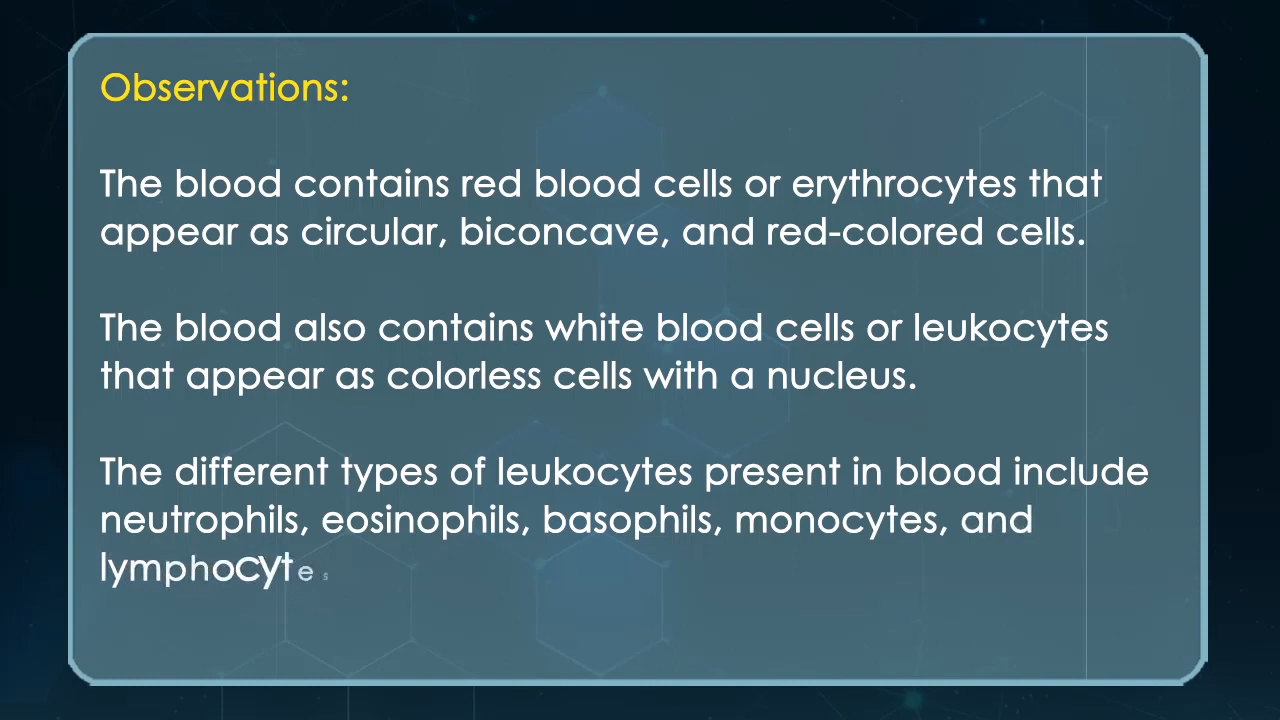 Observations:
The blood contains red blood cells or erythrocytes that
appear as circular, biconcave, and red-colored cells.
The blood also contains white blood cells or leukocytes
that appear as colorless cells with a nucleus.
The different types of leukocytes present in blood include
neutrophils, eosinophils, basophils, monocytes, and
lymphocytes